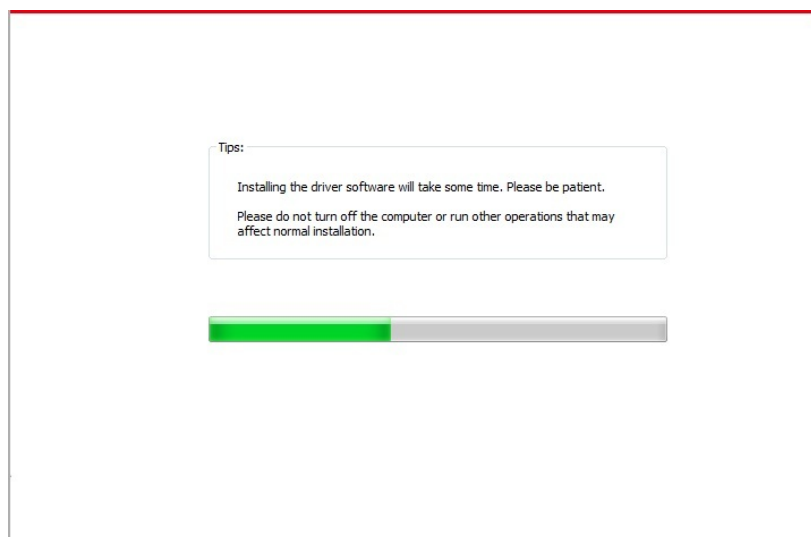 Tips:
Installing the driver software will take some time. Please be patient.
Please do not turn off the computer or run other operations that may
affect normal installation.